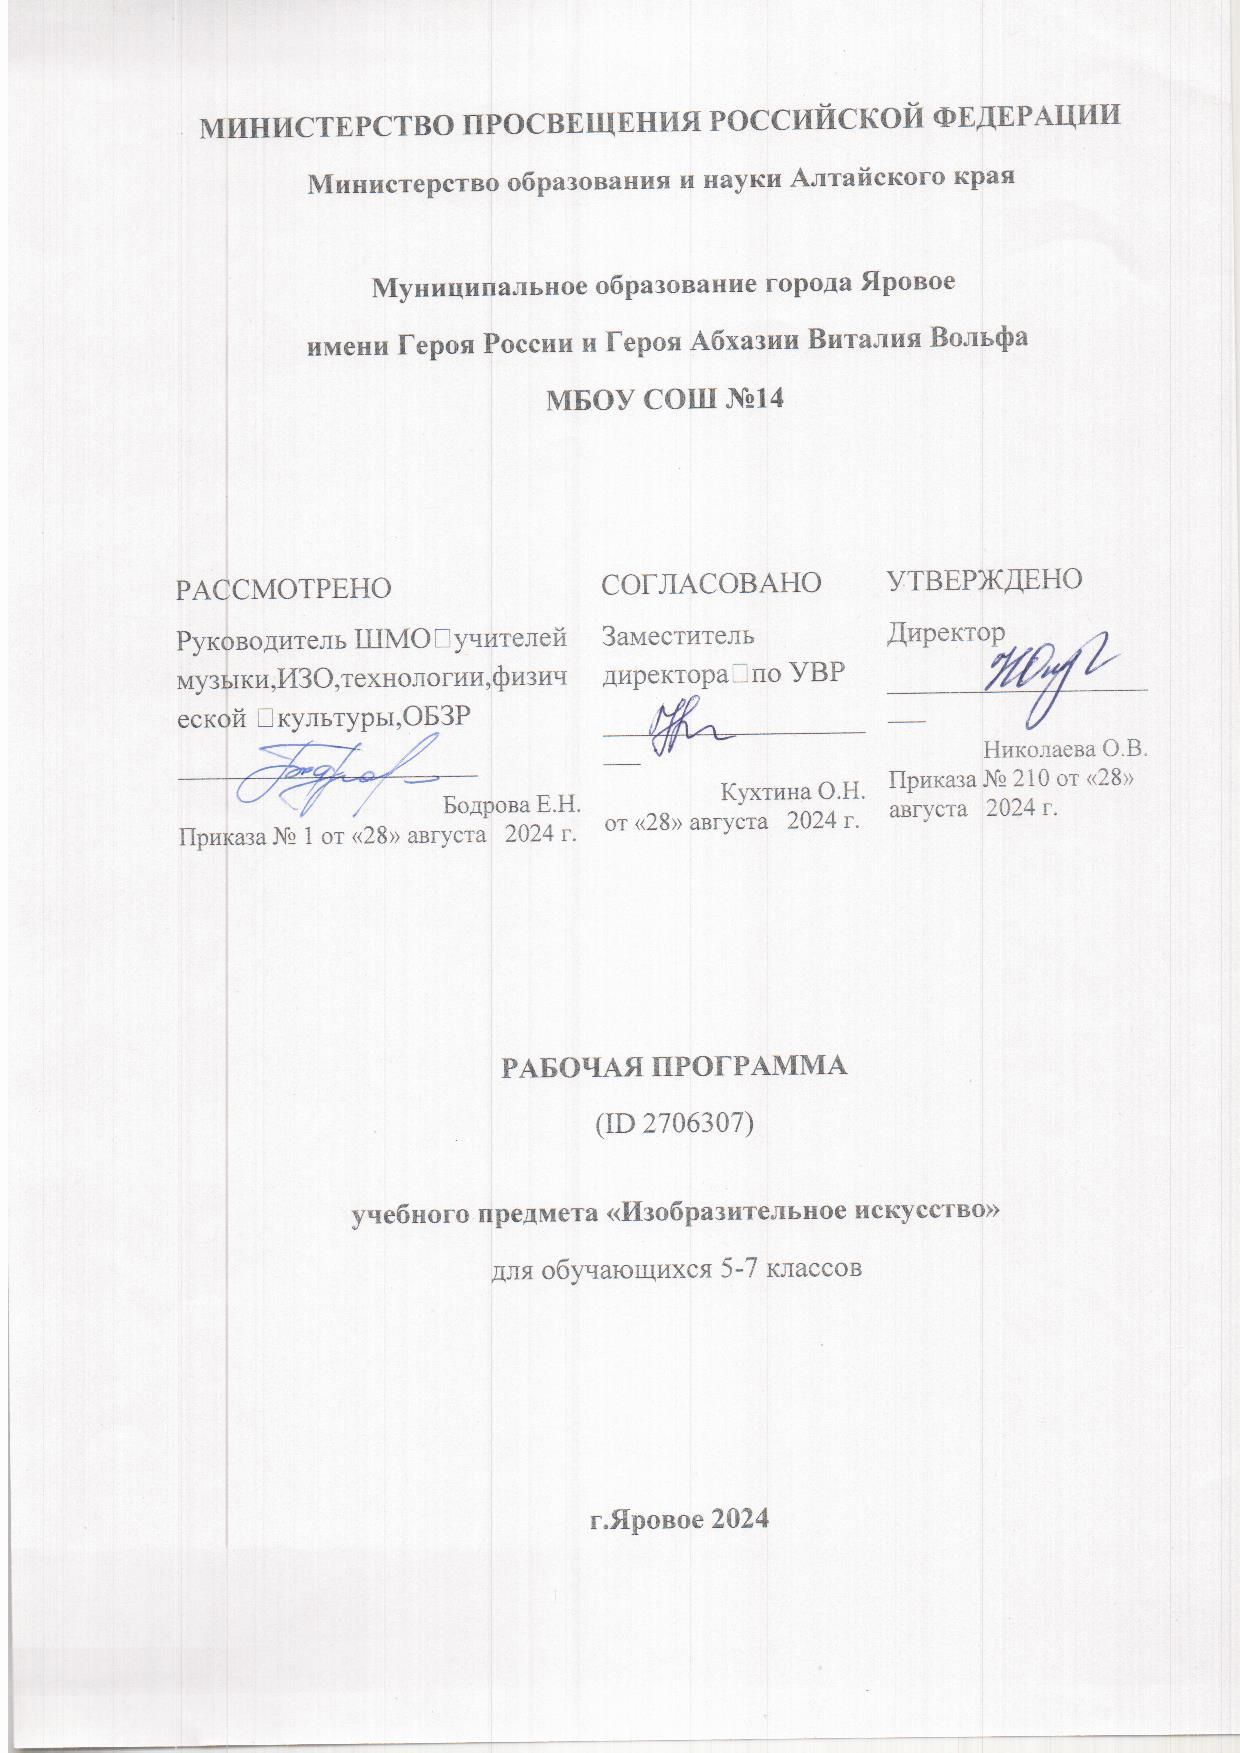 МИНИСТЕРСТВО ПРОСВЕЩЕНИЯ РОССИЙСКОЙ ФЕДЕРАЦИИ
Министерство образования и науки Алтайского края
Муниципальное образование города Яровое
имени Героя России и Героя Абхазии Виталия Вольфа
МБОУ СОШ №14
РАССМОТРЕНО
Руководитель ШМО□учителей
музыки,ИЗО,технологии,физич
еской □культуры,ОБЗР
Бодрова Е.Н.
Приказа № 1 от «28» августа 2024 г.
СОГЛАСОВАНО
Заместитель
директора□по УВР
Кухтина О.Н.
от «28» августа 2024 г.
УТВЕРЖДЕНО
Директор
Николаева О.В.
Приказа № 210 от «28»
августа 2024 г.
РАБОЧАЯ ПРОГРАММА
(ID 2706307)
учебного предмета «Изобразительное искусство»
для обучающихся 5-7 классов
г.Яровое 2024